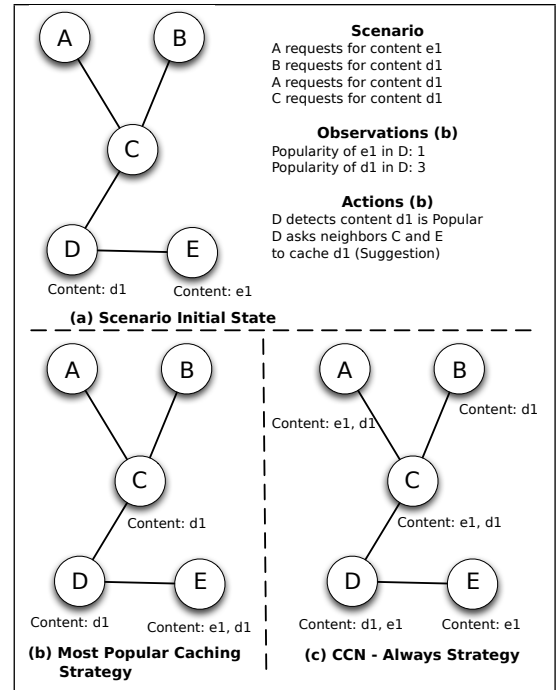 A
B
C
D
E
Content: d1
Content: e1
(a) Scenario Initial State
Scenario
A requests for content e1
B requests for content d1
A requests for content d1
C requests for content d1
Observations (b)
Popularity of e1 in D: 1
Popularity of d1 in D: 3
Actions (b)
D detects content d1 is Popular
D asks neighbors C and E
to cache d1 (Suggestion)
A
B
C
Content: d1
D
E
Content: d1
Content: e1, d1
(b) Most Popular Caching
Strategy
A
B
Content: e1, d1
Content: d1
C
Content: e1, d1
D
E
Content: d1, e1
Content: e1
(c) CCN - Always Strategy